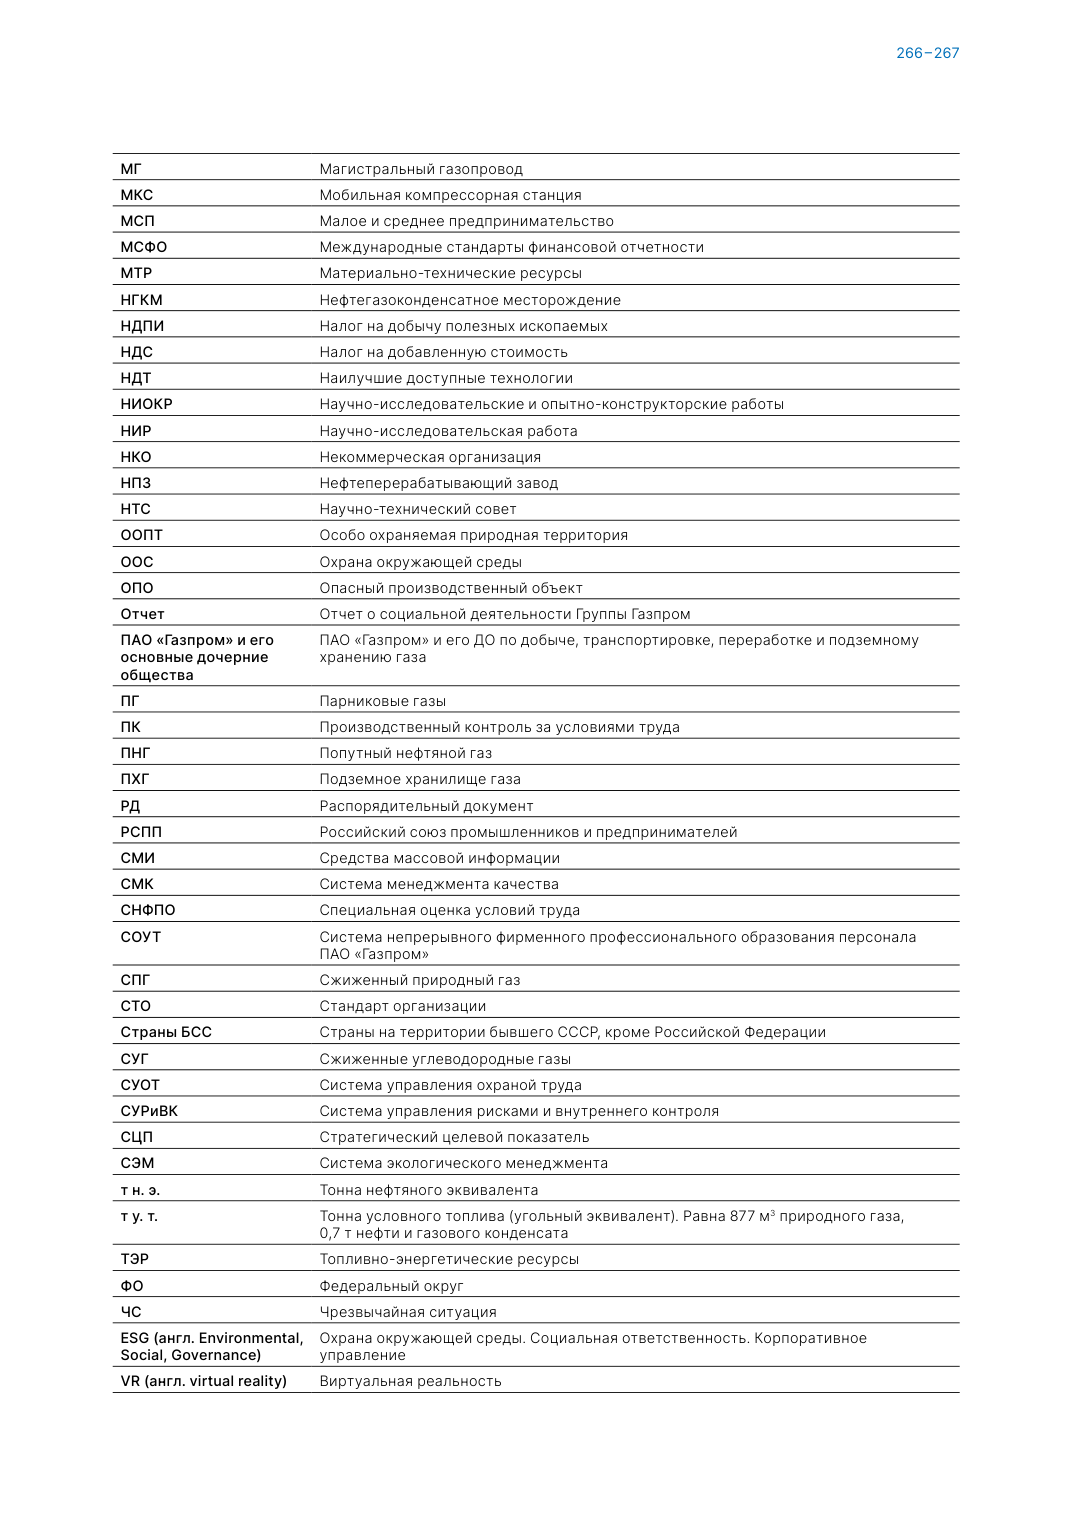 266–267
МГ Магистральный газопровод
МКС Мобильная компрессорная станция
МСП Малое и среднее предпринимательство
МСФО Международные стандарты финансовой отчетности
МТР Материально-технические ресурсы
НГКМ Нефтегазоконденсатное месторождение
НДПИ Налог на добычу полезных ископаемых
НДС Налог на добавленную стоимость
НДТ Наилучшие доступные технологии
НИОКР Научно-исследовательские и опытно-конструкторские работы
НИР Научно-исследовательская работа
НКО Некоммерческая организация
НПЗ Нефтеперерабатывающий завод
НТС Научно-технический совет
ООПТ Особо охраняемая природная территория
ООС Охрана окружающей среды
ОПО Опасный производственный объект
Отчет Отчет о социальной деятельности Группы Газпром
ПАО «Газпром» и его ПАО «Газпром» и его ДО по добыче, транспортировке, переработке и подземному
основные дочерние хранению газа
общества
ПГ Парниковые газы
ПК Производственный контроль за условиями труда
ПНГ Попутный нефтяной газ
ПХГ Подземное хранилище газа
РД Распорядительный документ
РСПП Российский союз промышленников и предпринимателей
СМИ Средства массовой информации
СМК Система менеджмента качества
СНФПО Специальная оценка условий труда
СОУТ Система непрерывного фирменного профессионального образования персонала
ПАО «Газпром»
СПГ Сжиженный природный газ
СТО Стандарт организации
Страны БСС Страны на территории бывшего СССР, кроме Российской Федерации
СУГ Сжиженные углеводородные газы
СУОТ Система управления охраной труда
СУРиВК Система управления рисками и внутреннего контроля
СЦП Стратегический целевой показатель
СЭМ Система экологического менеджмента
т н. э. Тонна нефтяного эквивалента
т у. т. Тонна условного топлива (угольный эквивалент). Равна 877 м³ природного газа,
0,7 т нефти и газового конденсата
ТЭР Топливно-энергетические ресурсы
ФО Федеральный округ
ЧС Чрезвычайная ситуация
ESG (англ. Environmental, Охрана окружающей среды. Социальная ответственность. Корпоративное
Social, Governance) управление
VR (англ. virtual reality) Виртуальная реальность